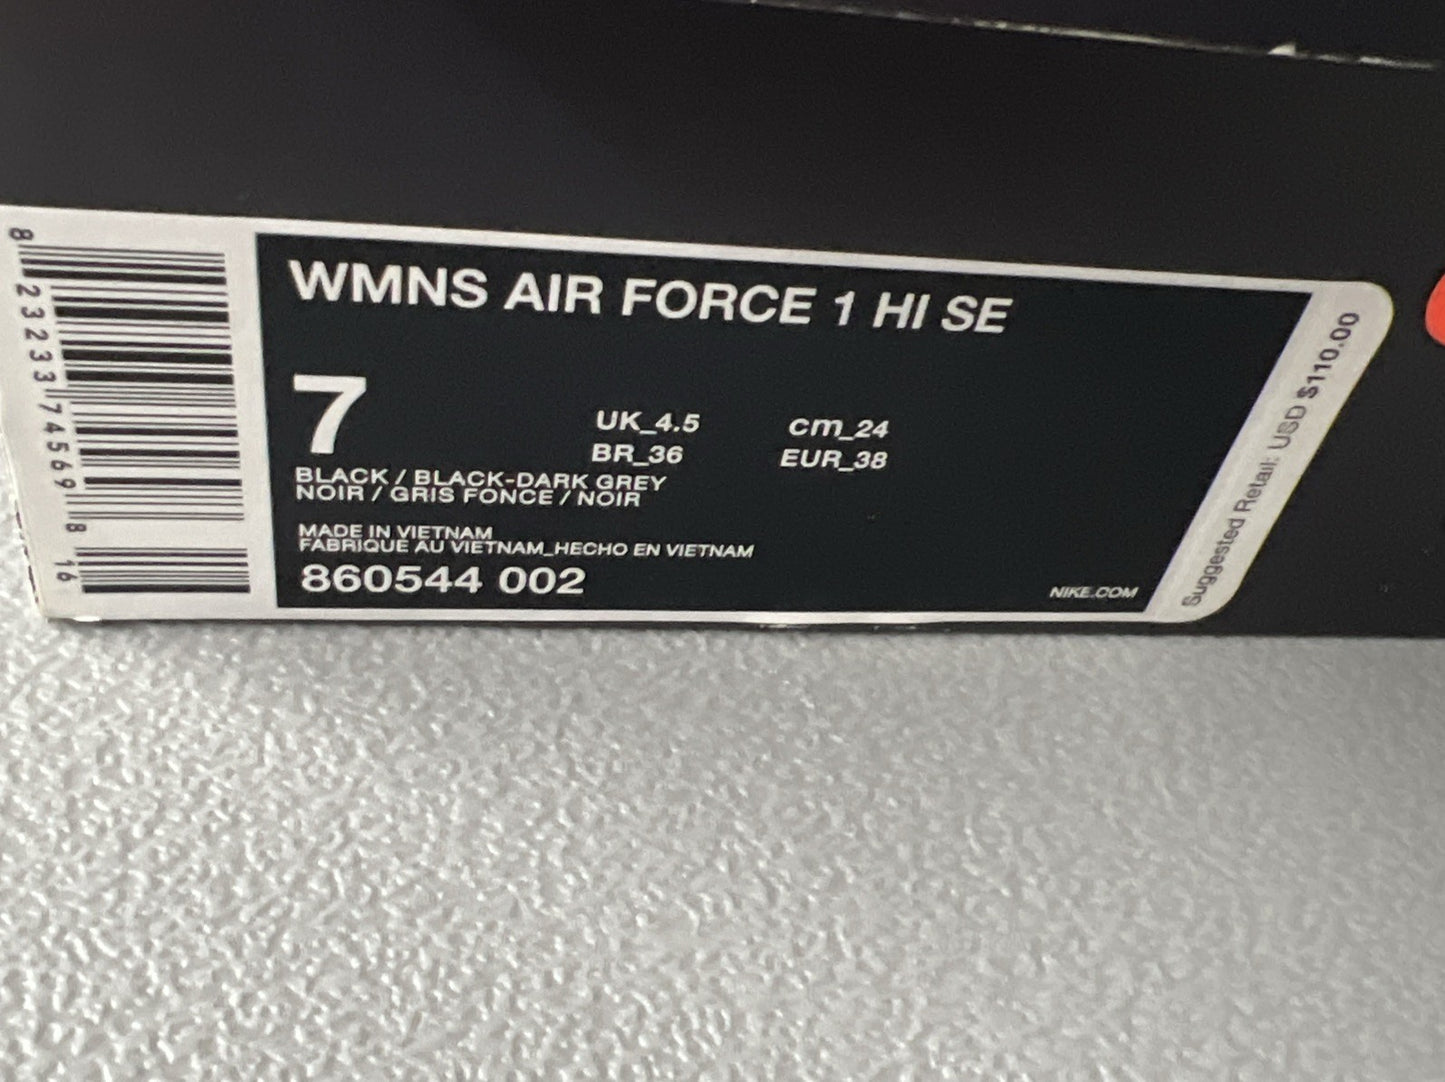 WMNS AIR FORCE 1 HI SE
7
UK_4.5 cm_24
BR_36 EUR_38
BLACK / BLACK-DARK GREY
NOIR / GRIS FONCE / NOIR
MADE IN VIETNAM
FABRIQUE AU VIETNAM_HECHO EN VIETNAM
860544 002
NIKE.COM
Suggested Retail: USD $110.00
8 23233 74569 8 16